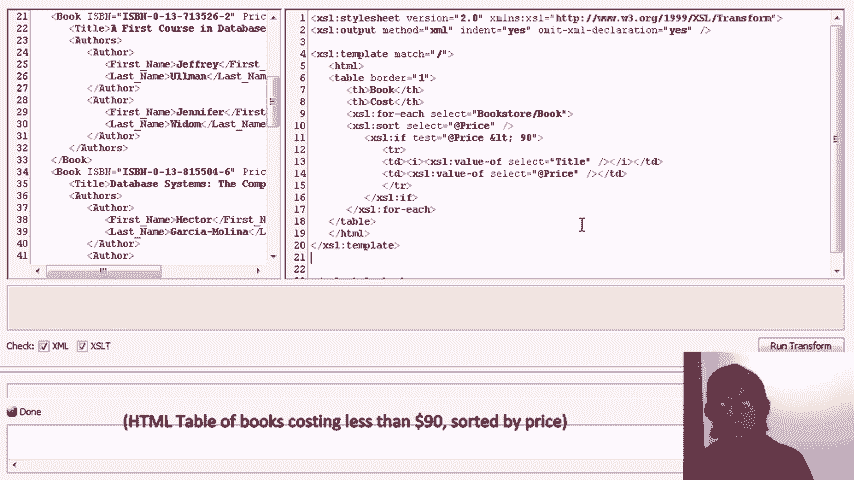 21 <Book ISBN="ISBN-0-13-713526-2" Pric
22 <Title>A First Course in Database
23 <Authors>
24 <Author>
25 <First_Name>Jeffrey</First_
26 <Last_Name>Ullman</Last_Nam
27 </Author>
28 <Author>
29 <First_Name>Jennifer</First
30 <Last_Name>Widom</Last_Name
31 </Author>
32 </Authors>
33 </Book>
34 <Book ISBN="ISBN-0-13-815504-6" Pric
35 <Title>Database Systems: The Comp
36 <Authors>
37 <Author>
38 <First_Name>Hector</First_N
39 <Last_Name>Garcia-Molina</L
40 </Author>
41 <Author>
1 <xsl:stylesheet version="2.0" xmlns:xsl="http://www.w3.org/1999/XSL/Transform">
2 <xsl:output method="xml" indent="yes" omit-xml-declaration="yes" />
3
4 <xsl:template match="/">
5 <html>
6 <table border="1">
7 <th>Book</th>
8 <th>Cost</th>
9 <xsl:for-each select="Bookstore/Book">
10 <xsl:sort select="@Price" />
11 <xsl:if test="@Price &lt; 90">
12 <tr>
13 <td><i><xsl:value-of select="Title" /></i></td>
14 <td><xsl:value-of select="@Price" /></td>
15 </tr>
16 </xsl:if>
17 </xsl:for-each>
18 </table>
19 </html>
20 </xsl:template>
21
22
Check: XML XSLT
Run Transform
Done
(HTML Table of books costing less than $90, sorted by price)